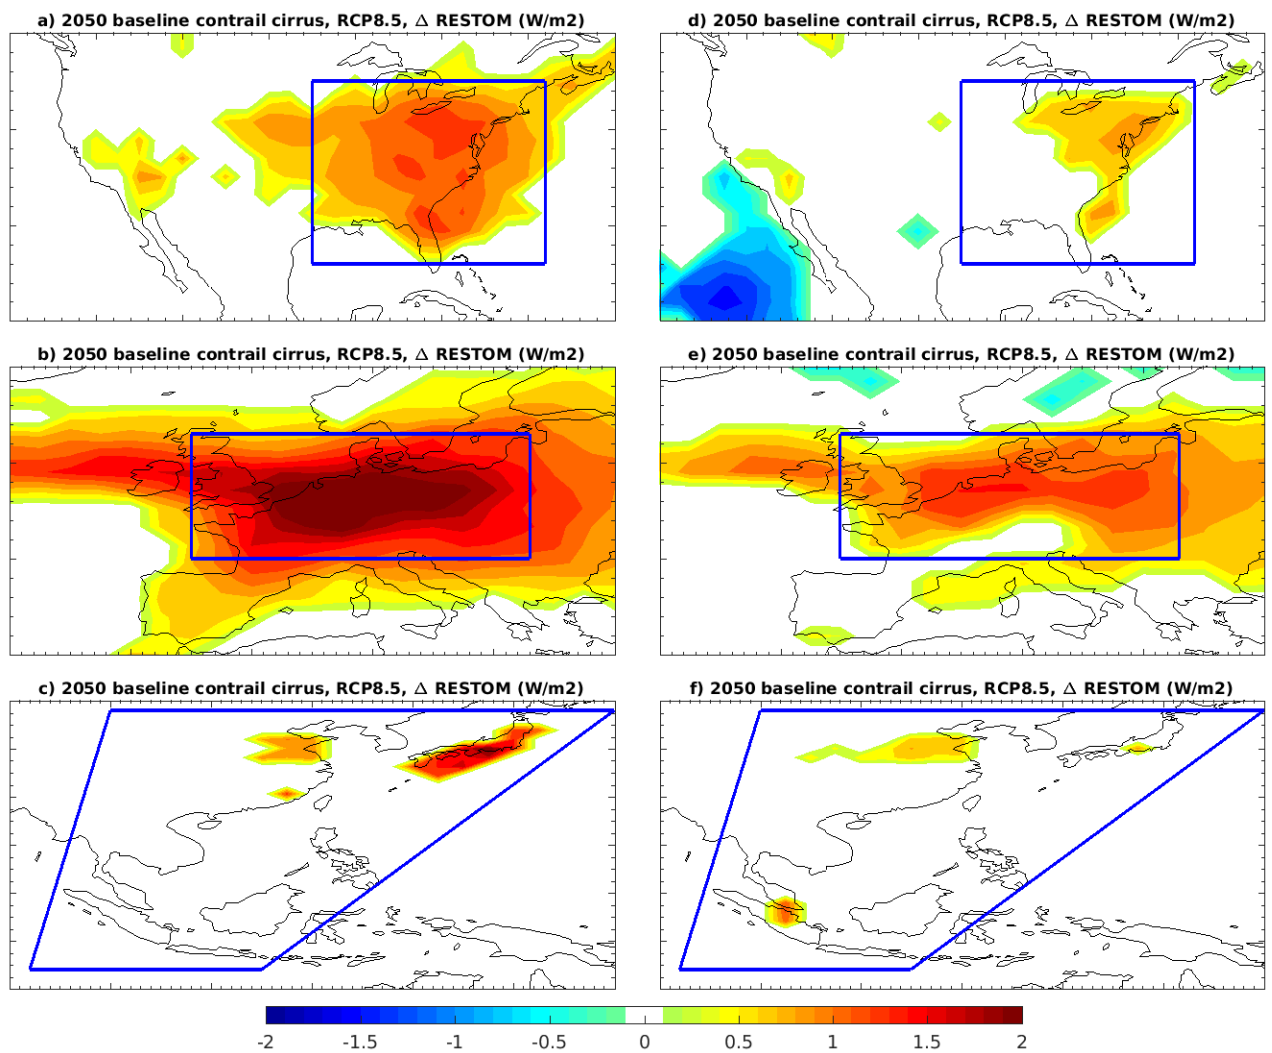 a) 2050 baseline contrail cirrus, RCP8.5, Δ RESTOM (W/m2)
d) 2050 baseline contrail cirrus, RCP8.5, Δ RESTOM (W/m2)
b) 2050 baseline contrail cirrus, RCP8.5, Δ RESTOM (W/m2)
e) 2050 baseline contrail cirrus, RCP8.5, Δ RESTOM (W/m2)
c) 2050 baseline contrail cirrus, RCP8.5, Δ RESTOM (W/m2)
f) 2050 baseline contrail cirrus, RCP8.5, Δ RESTOM (W/m2)
-2 -1.5 -1 -0.5 0 0.5 1 1.5 2